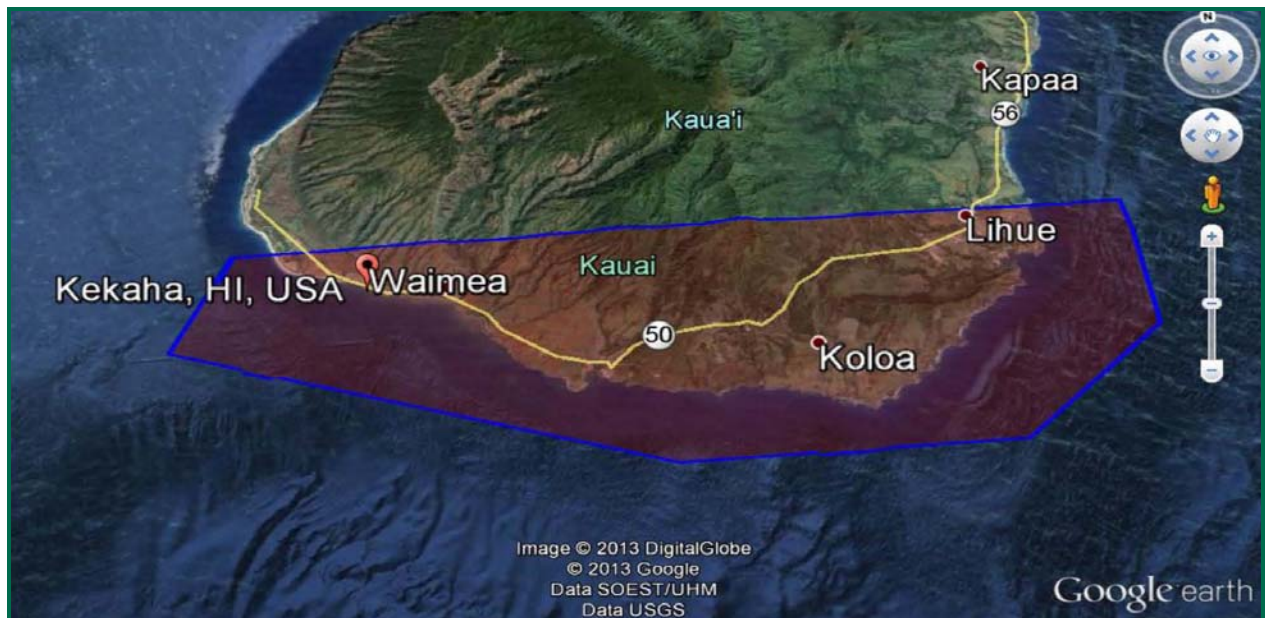 N
Kapaa
56
Kaua'i
Lihue
Kauai
Waimea
Kekaha, HI, USA
50
Koloa
Image © 2013 DigitalGlobe
© 2013 Google
Data SOEST/UHM
Data USGS
Google earth